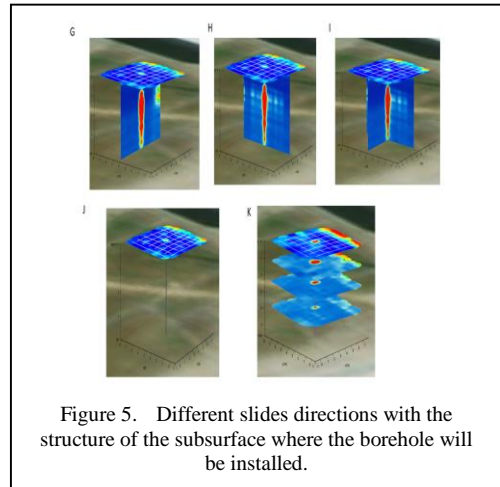 G
H
I
J
K
Figure 5. Different slides directions with the
structure of the subsurface where the borehole will
be installed.